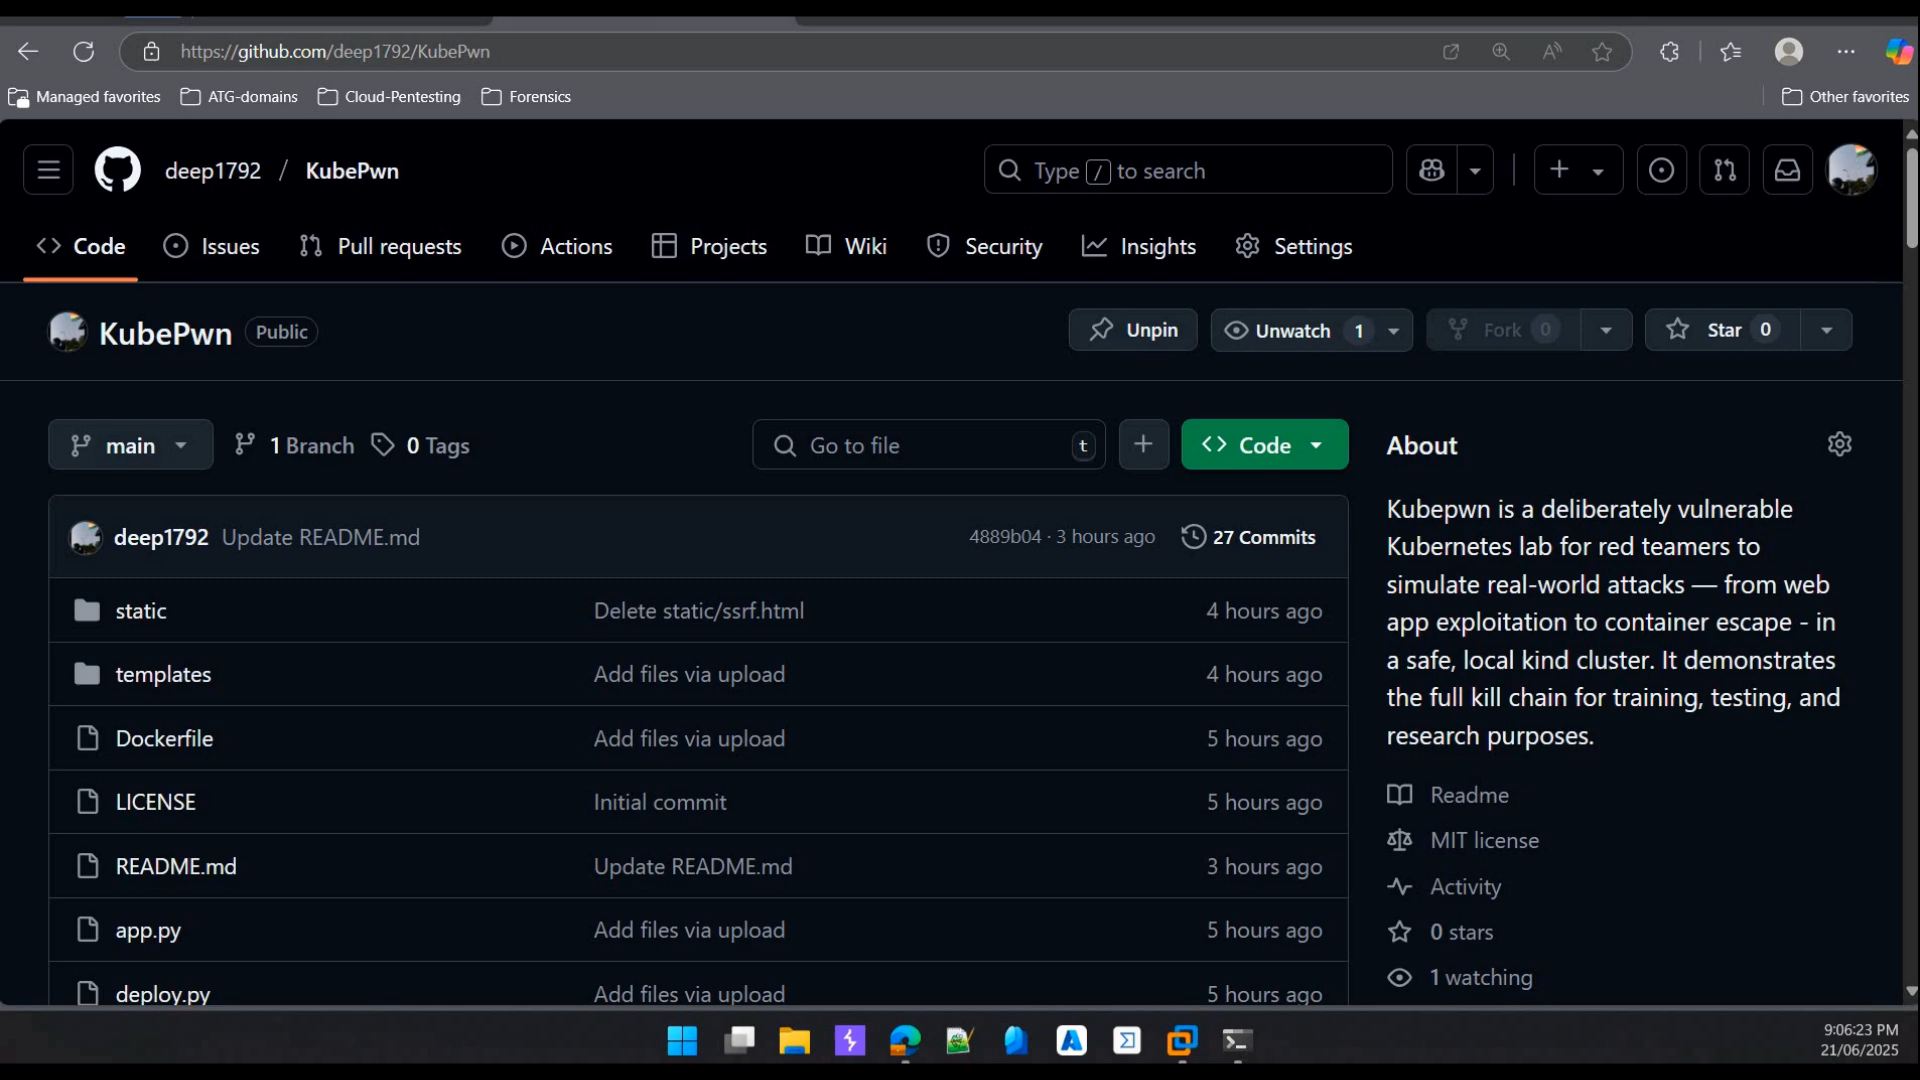 https://github.com/deep1792/KubePwn
Managed favorites ATG-domains Cloud-Pentesting Forensics Other favorites
deep1792 / KubePwn Type / to search
Code Issues Pull requests Actions Projects Wiki Security Insights Settings
KubePwn Public Unpin Unwatch 1 Fork 0 Star 0
main 1 Branch 0 Tags Go to file t Code
deep1792 Update README.md 4889b04 · 3 hours ago 27 Commits
static Delete static/ssrf.html 4 hours ago
templates Add files via upload 4 hours ago
Dockerfile Add files via upload 5 hours ago
LICENSE Initial commit 5 hours ago
README.md Update README.md 3 hours ago
app.py Add files via upload 5 hours ago
deploy.py Add files via upload 5 hours ago
About
Kubepwn is a deliberately vulnerable
Kubernetes lab for red teamers to
simulate real-world attacks — from web
app exploitation to container escape - in
a safe, local kind cluster. It demonstrates
the full kill chain for training, testing, and
research purposes.
Readme
MIT license
Activity
0 stars
1 watching
9:06:23 PM
21/06/2025